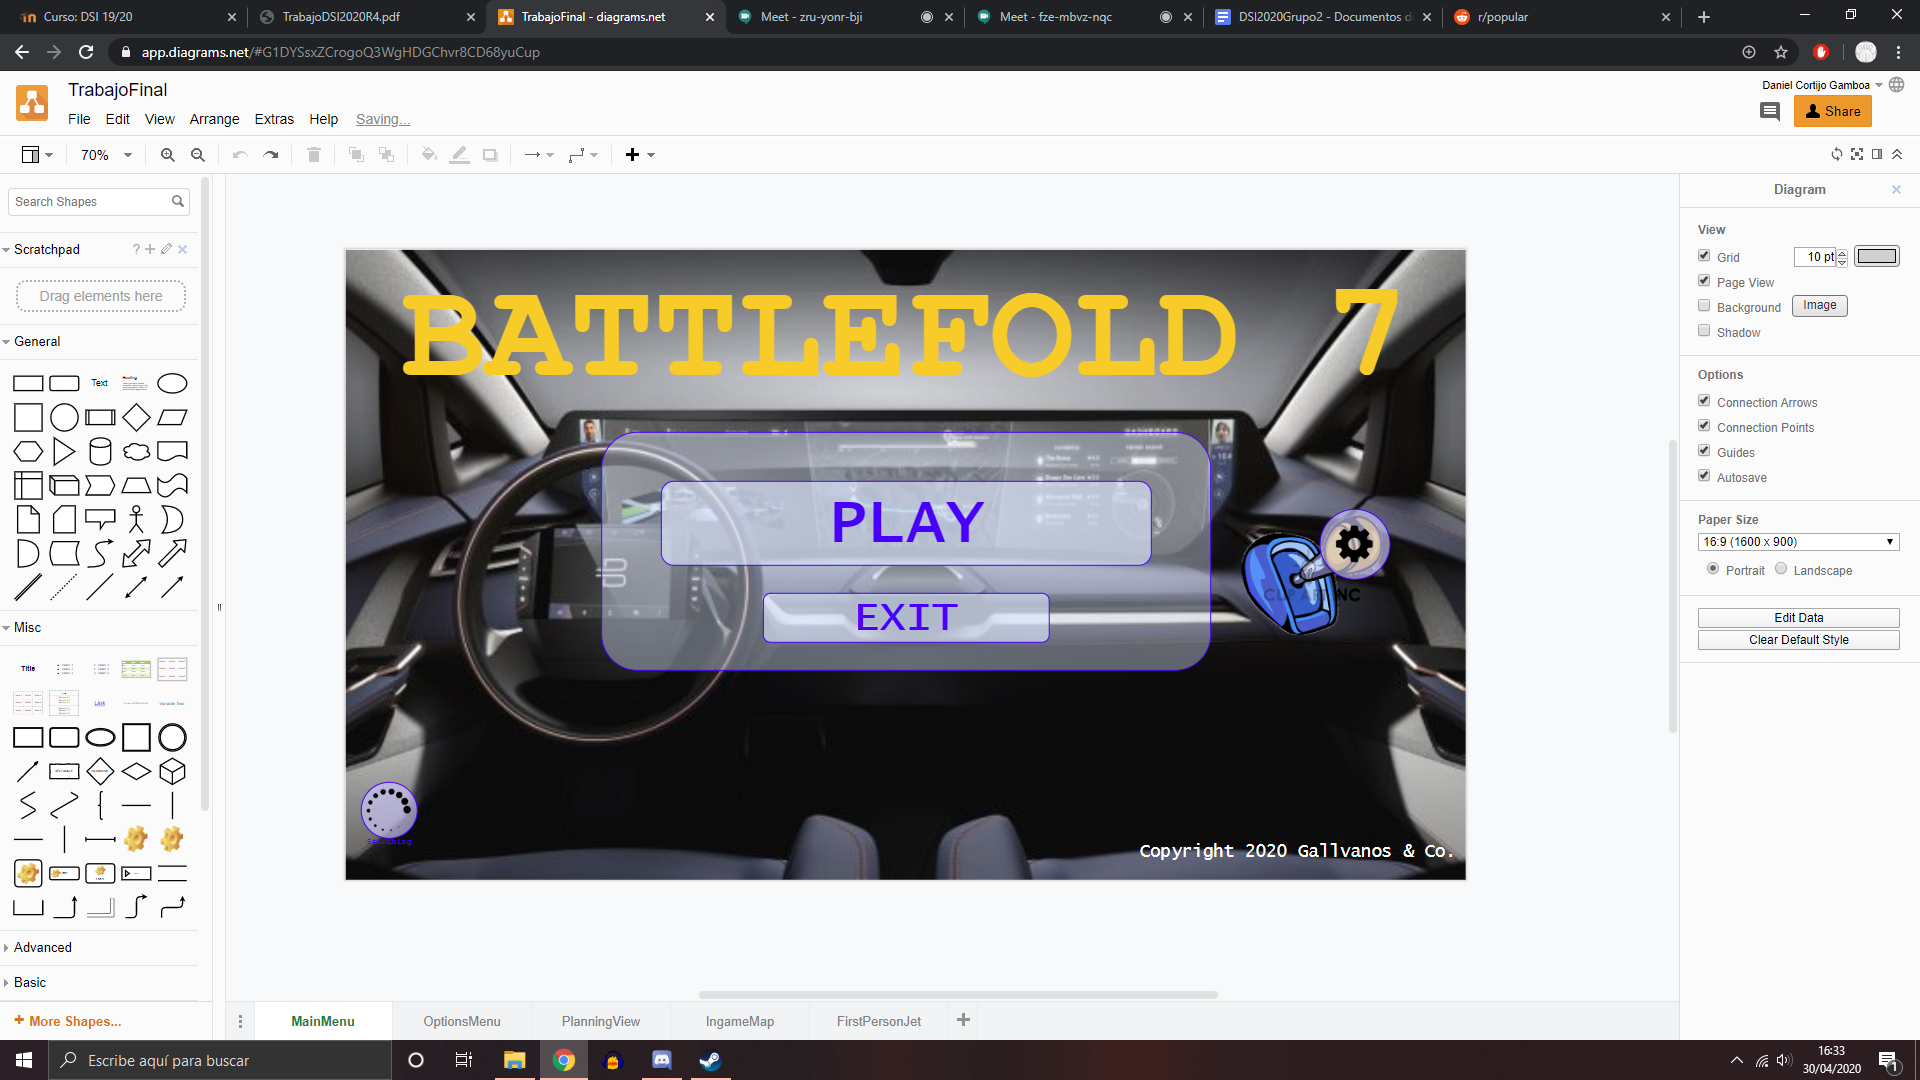 Curso: DSI 19/20
TrabajoDSI2020R4.pdf
TrabajoFinal - diagrams.net
Meet - zru-yonr-bji
Meet - fze-mbvz-nqc
DSI2020Grupo2 - Documentos d
r/popular
app.diagrams.net/#G1DYSsxZCrogoQ3WgHDGChvr8CD68yuCup
TrabajoFinal
Daniel Cortijo Gamboa
File Edit View Arrange Extras Help Saving...
Share
70%
Search Shapes
Diagram
View
Scratchpad ?
Grid 10 pt
Page View
Drag elements here
Background Image
Shadow
General
Text
Options
Connection Arrows
Connection Points
Guides
Autosave
Paper Size
16:9 (1600 x 900)
Portrait Landscape
Edit Data
Clear Default Style
BATTLEFOLD 7
PLAY
EXIT
Copyright 2020 Gallvanos & Co.
Misc
Title
Link
Advanced
Basic
+ More Shapes...
MainMenu OptionsMenu PlanningView IngameMap FirstPersonJet
Escribe aquí para buscar
16:33
30/04/2020
1